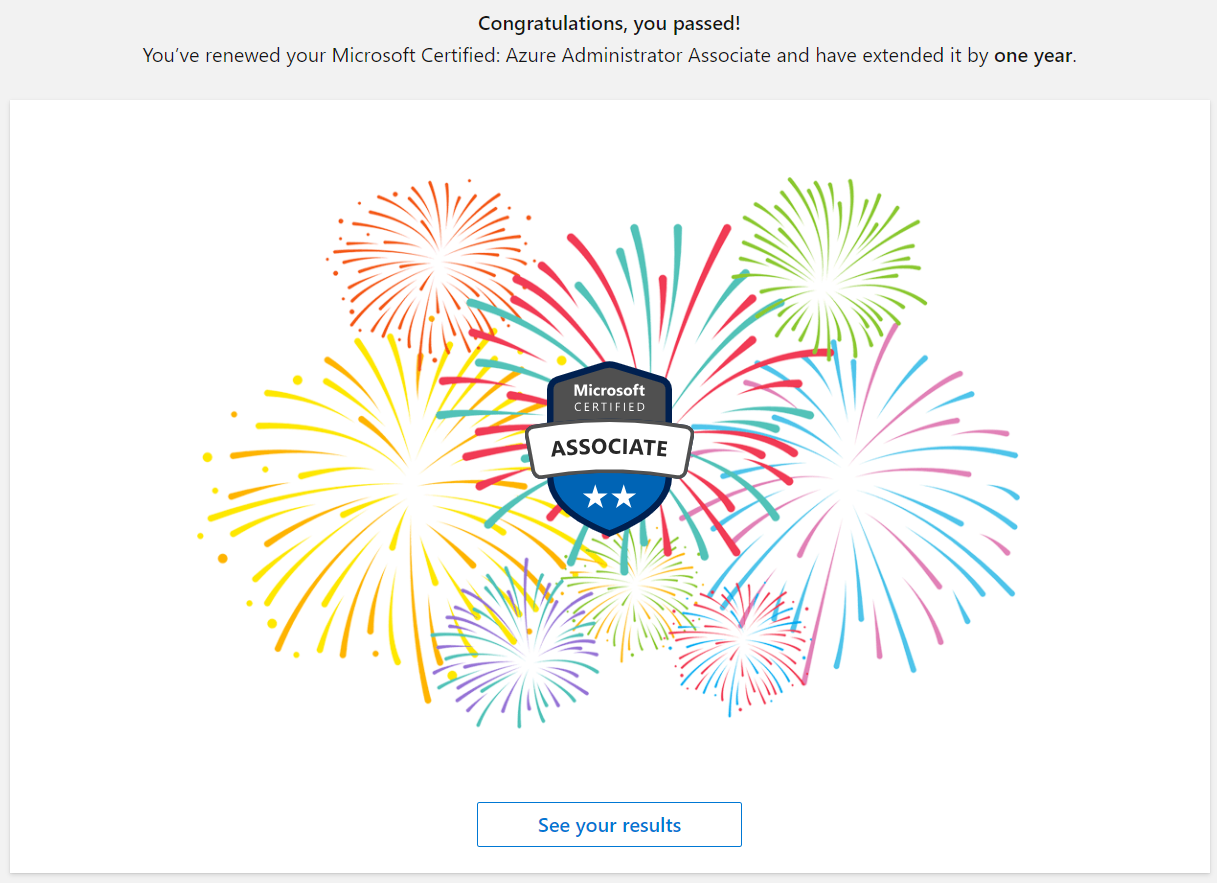 Congratulations, you passed!
You’ve renewed your Microsoft Certified: Azure Administrator Associate and have extended it by one year.
Microsoft
CERTIFIED
ASSOCIATE
See your results